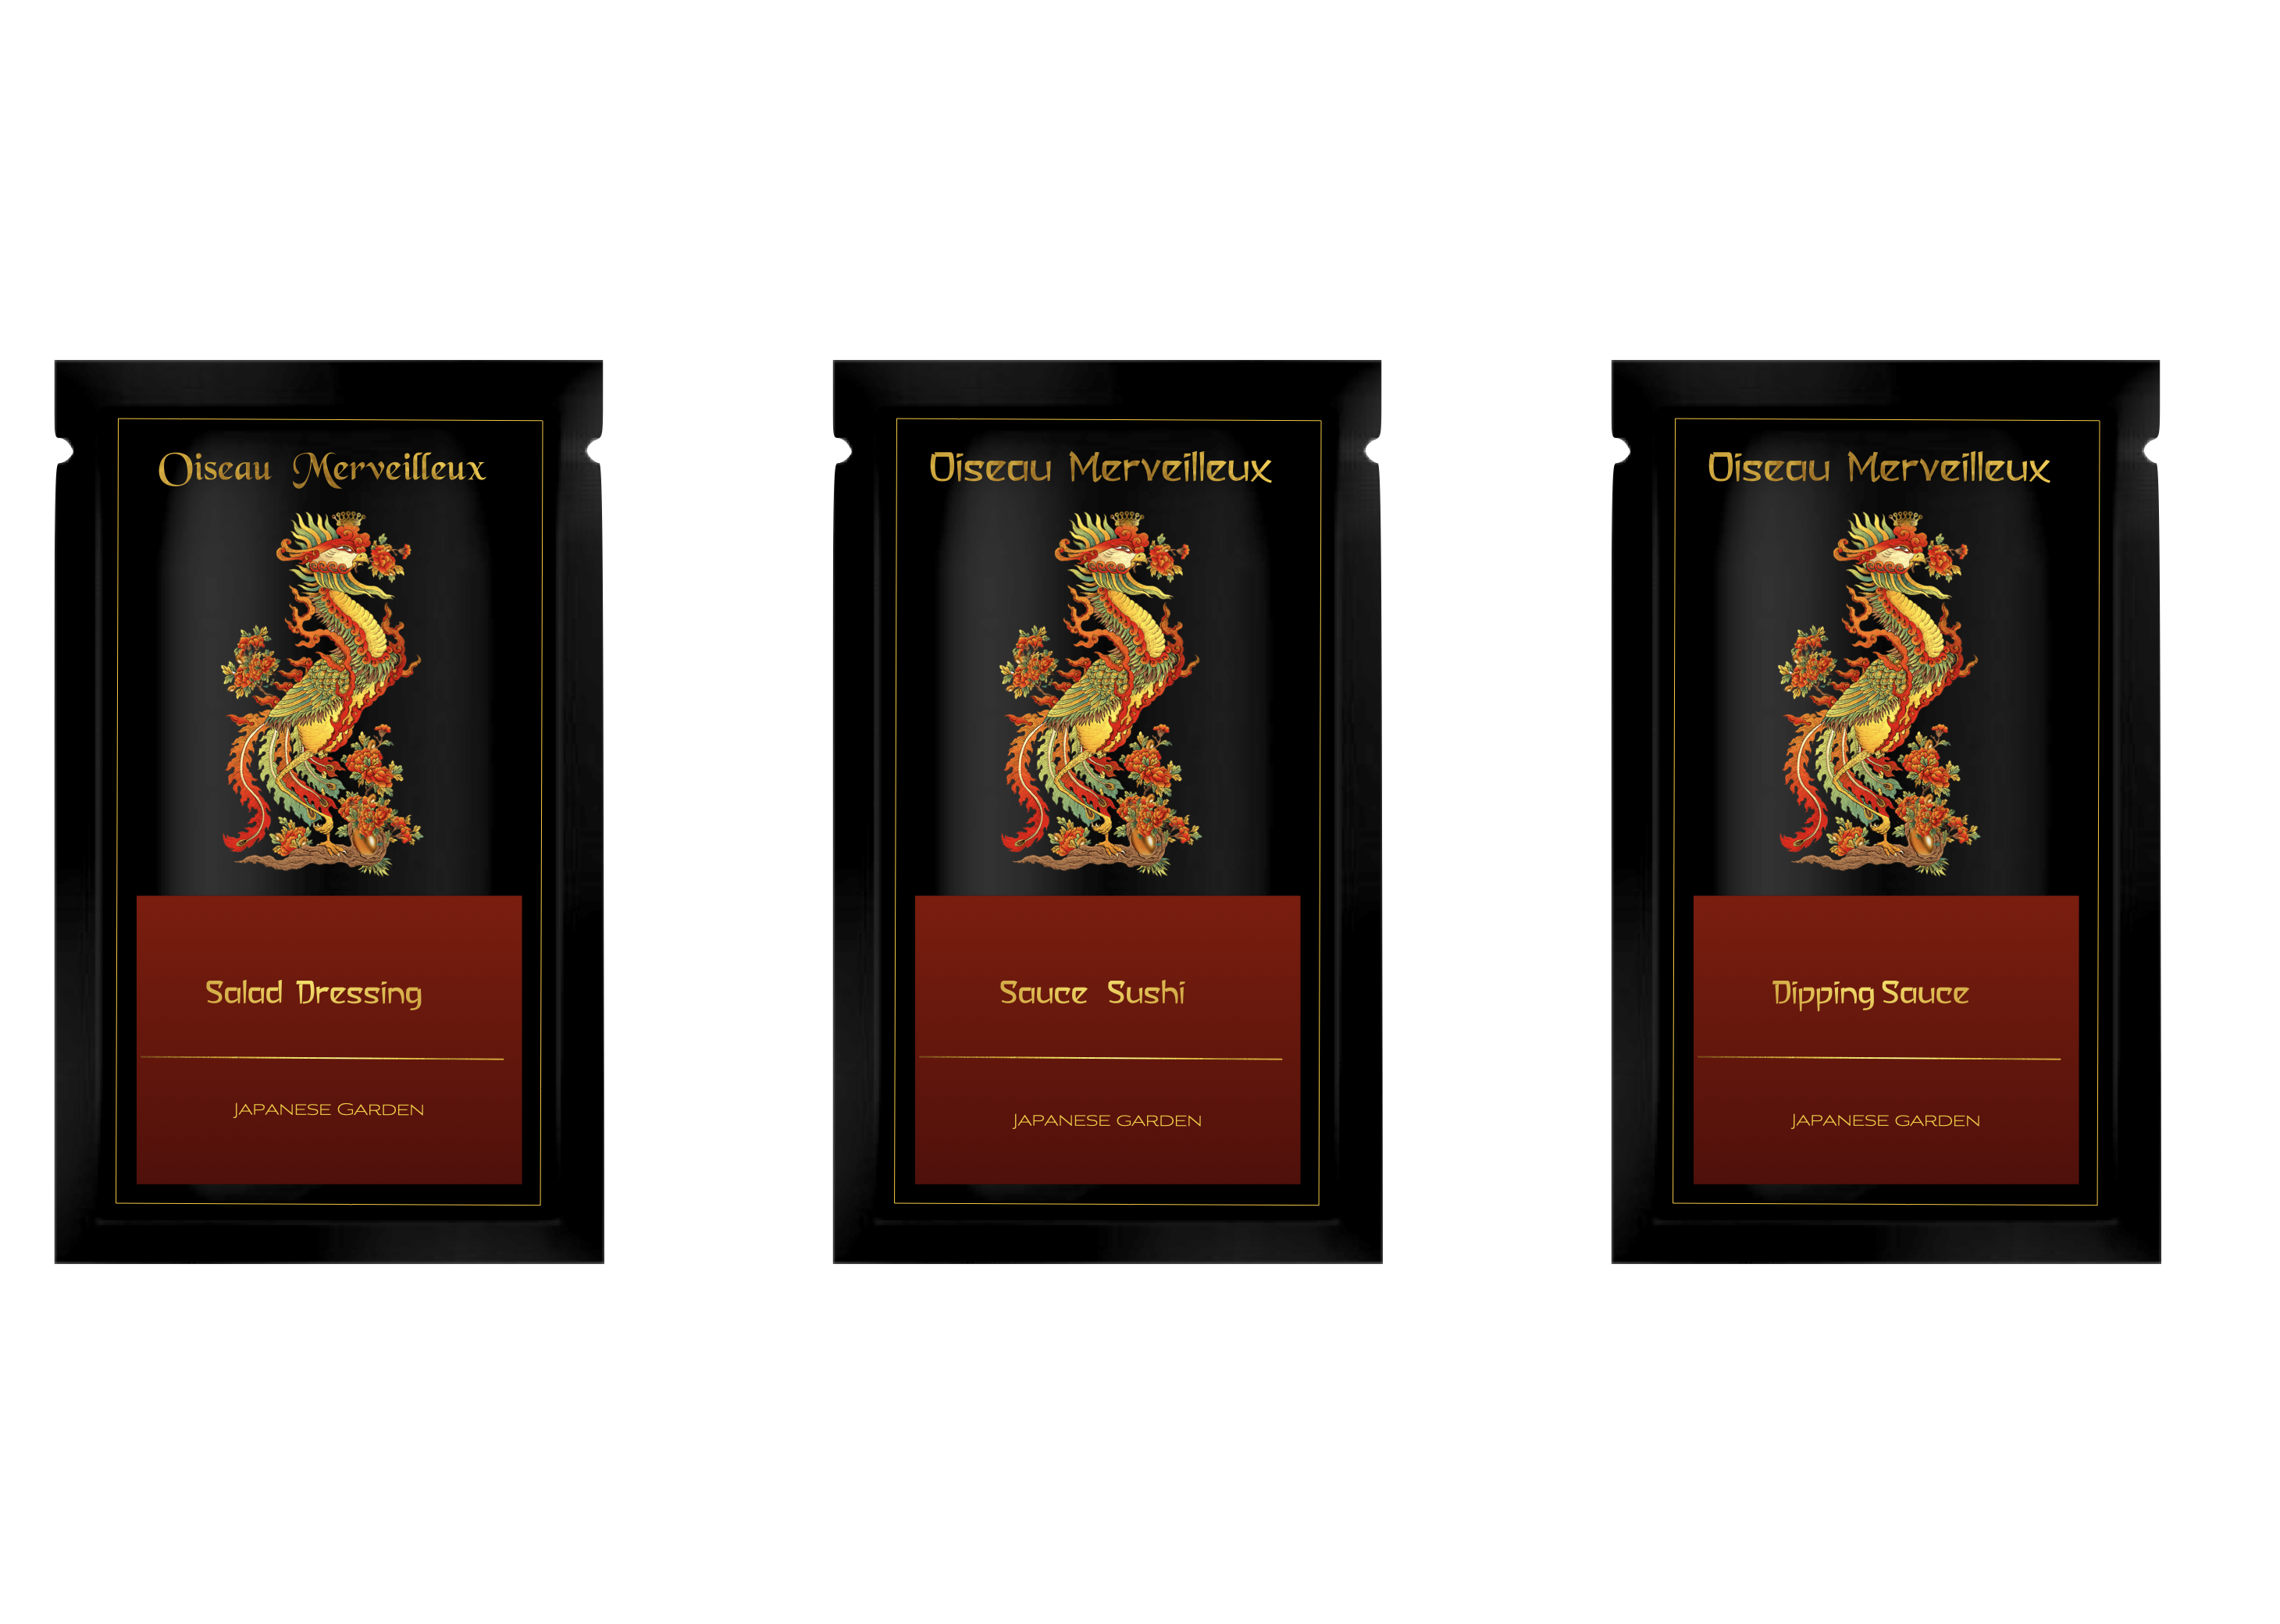 Oiseau Merveilleux
Salad Dressing
Japanese Garden
Oiseau Merveilleux
Sauce Sushi
Japanese garden
Oiseau Merveilleux
Dipping Sauce
Japanese garden